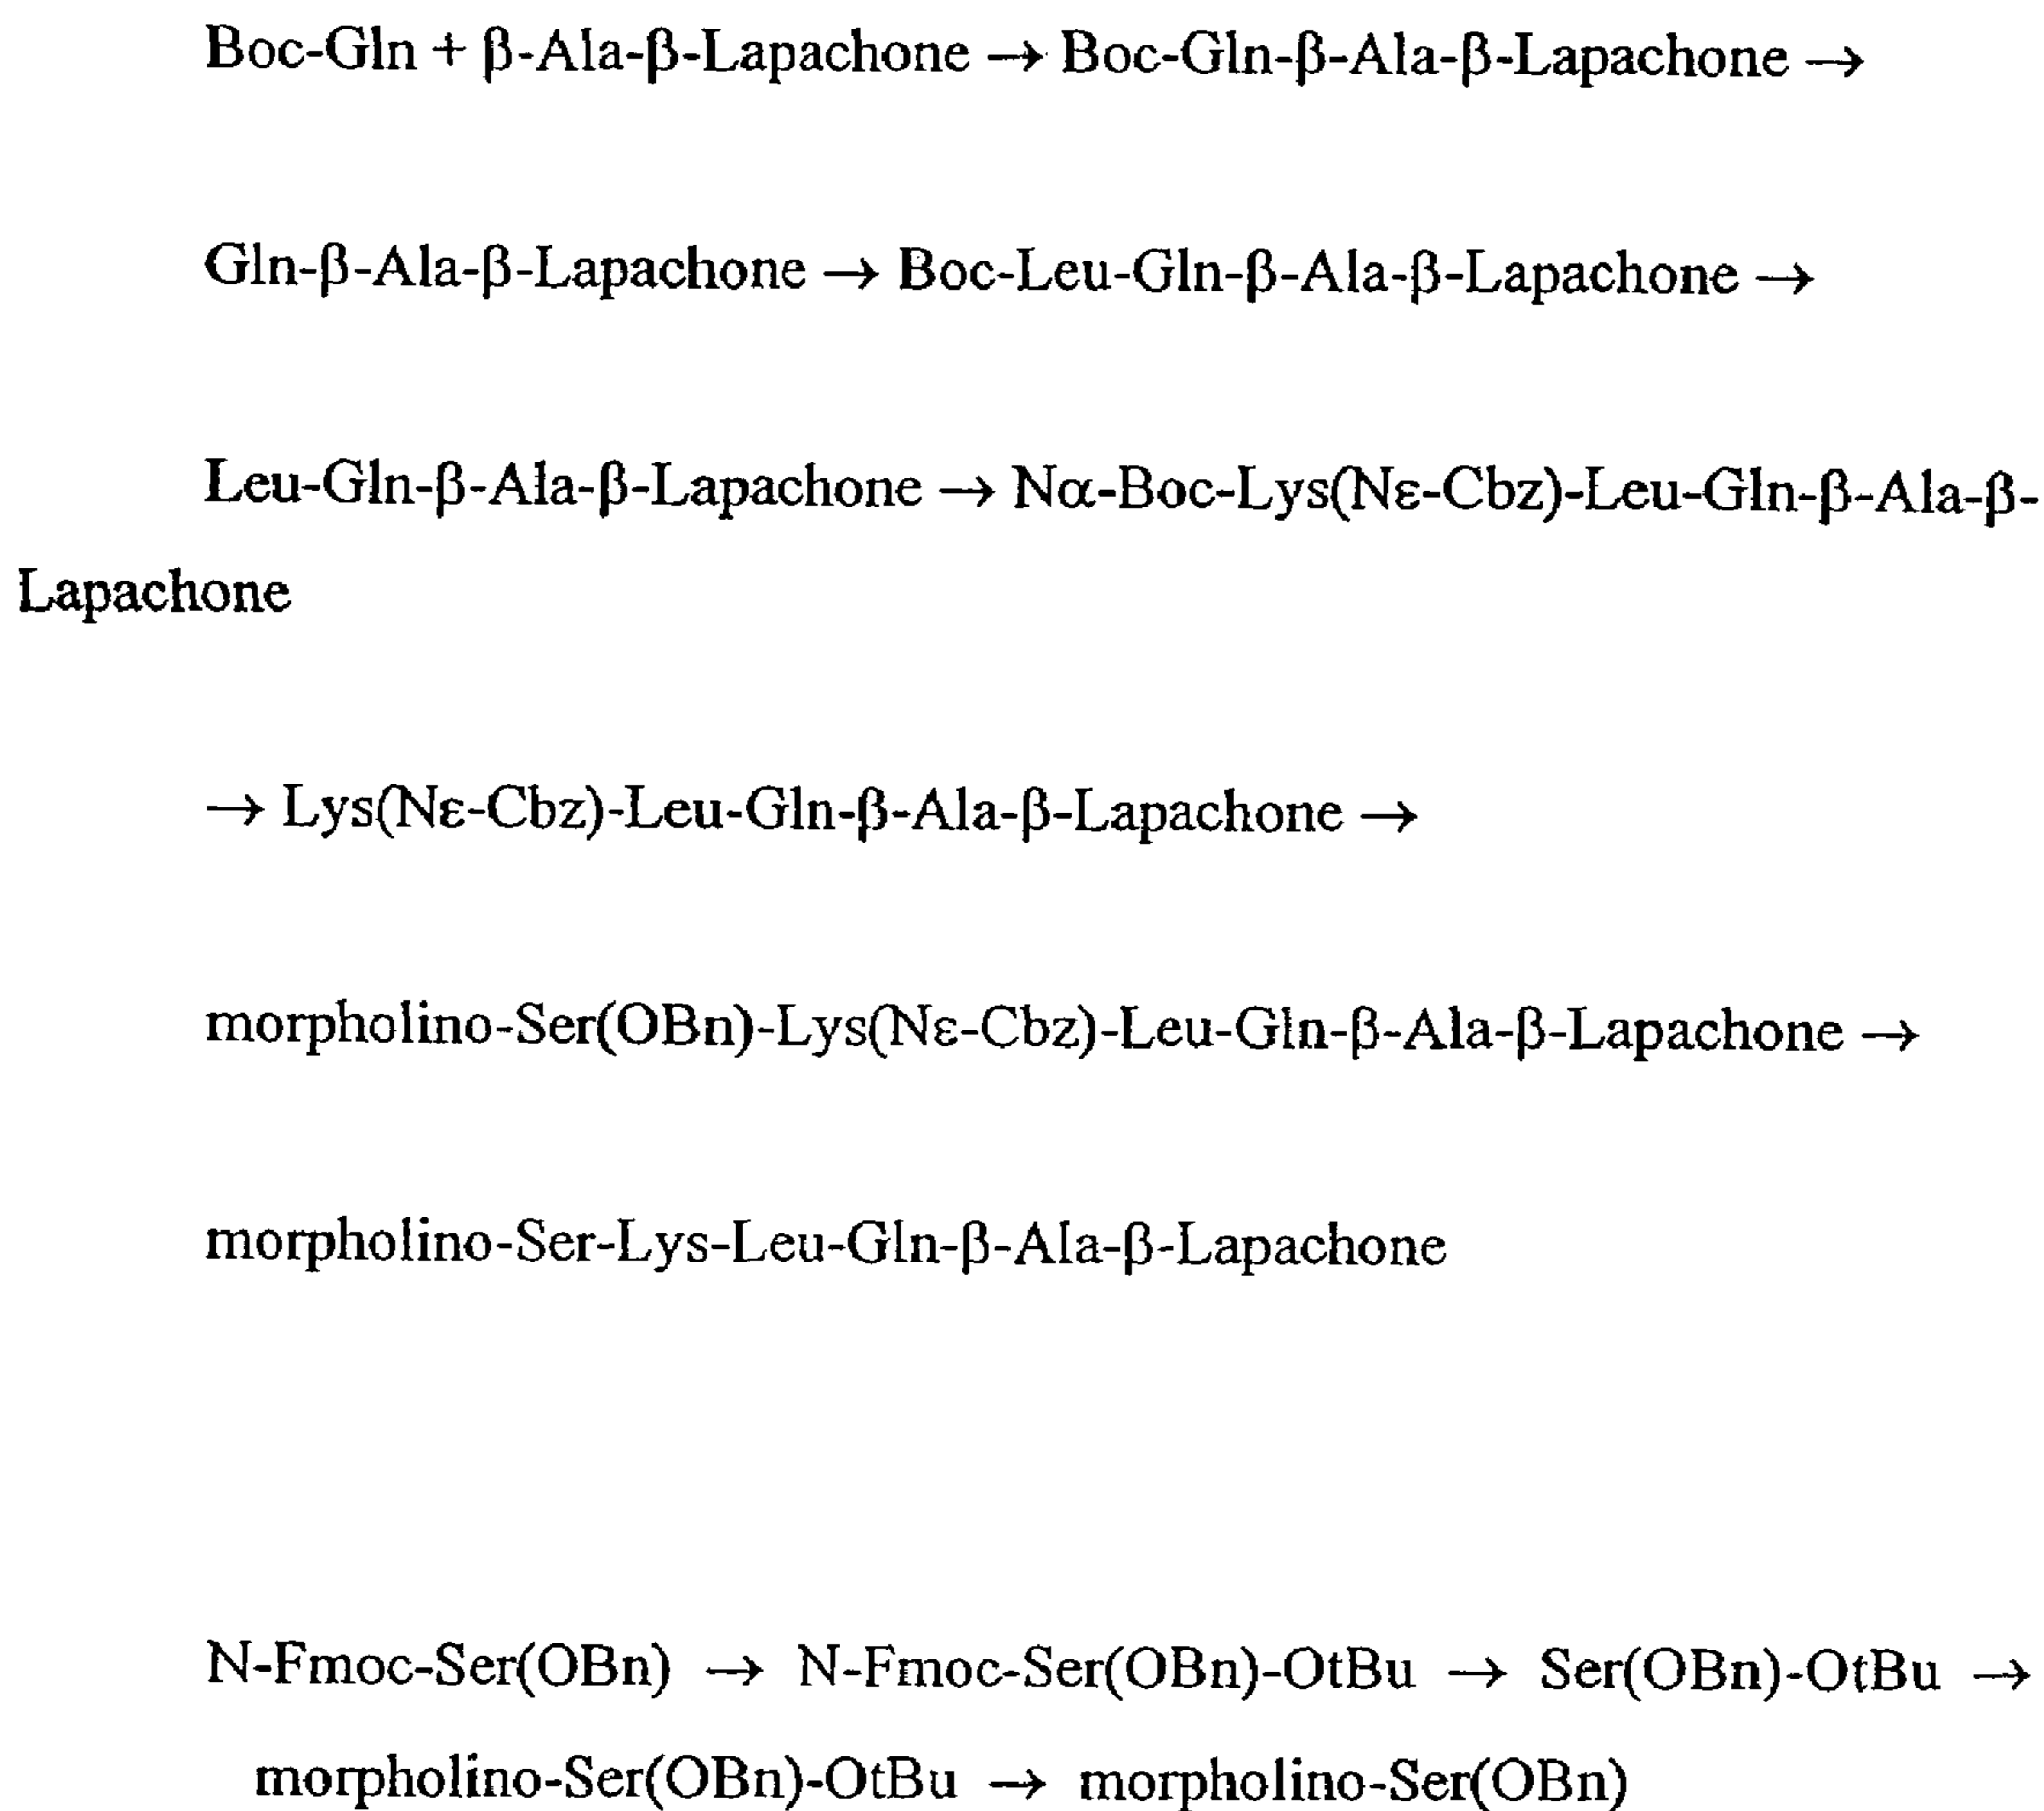 Boc-Gln + β-Ala-β-Lapachone → Boc-Gln-β-Ala-β-Lapachone →
Gln-β-Ala-β-Lapachone → Boc-Leu-Gln-β-Ala-β-Lapachone →
Leu-Gln-β-Ala-β-Lapachone → Nα-Boc-Lys(Nε-Cbz)-Leu-Gln-β-Ala-β-
Lapachone
→ Lys(Nε-Cbz)-Leu-Gln-β-Ala-β-Lapachone →
morpholino-Ser(OBn)-Lys(Nε-Cbz)-Leu-Gln-β-Ala-β-Lapachone →
morpholino-Ser-Lys-Leu-Gln-β-Ala-β-Lapachone
N-Fmoc-Ser(OBn) → N-Fmoc-Ser(OBn)-OtBu → Ser(OBn)-OtBu →
morpholino-Ser(OBn)-OtBu → morpholino-Ser(OBn)